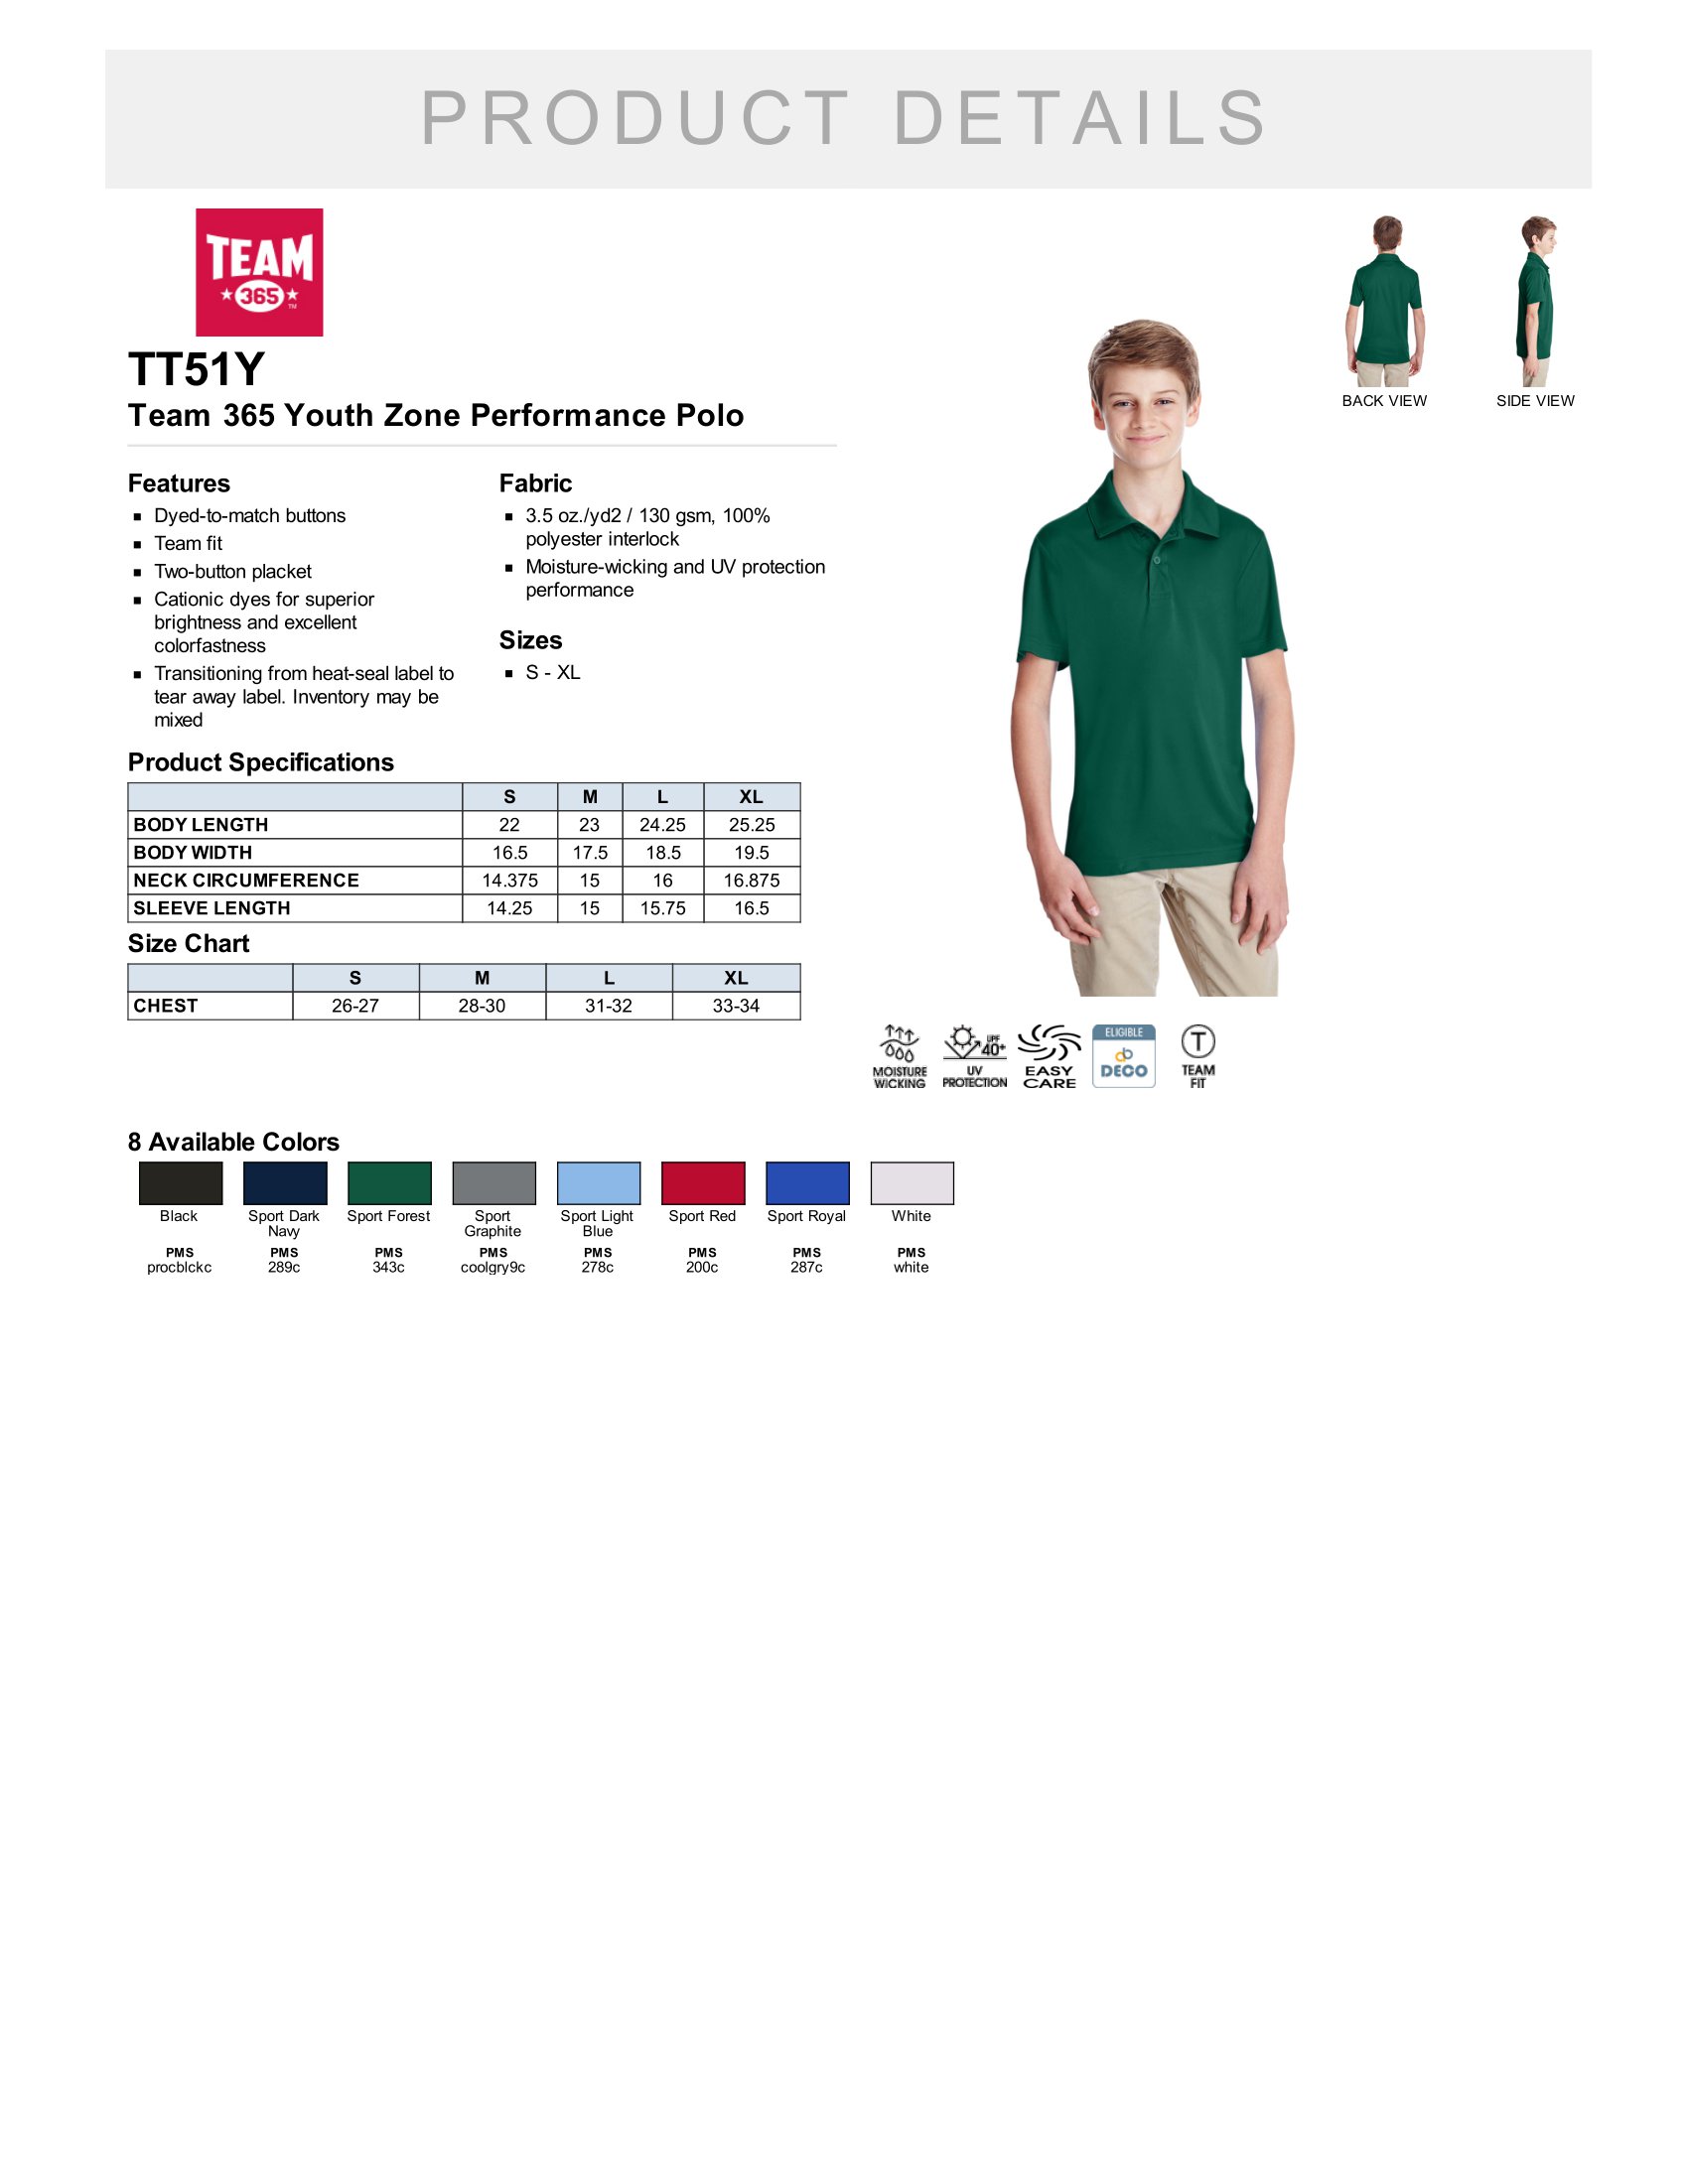 PRODUCT DETAILS
TEAM
365
TM
TT51Y
Team 365 Youth Zone Performance Polo
Features
Dyed-to-match buttons
Team fit
Two-button placket
Cationic dyes for superior
brightness and excellent
colorfastness
Transitioning from heat-seal label to
tear away label. Inventory may be
mixed
Fabric
3.5 oz./yd2 / 130 gsm, 100%
polyester interlock
Moisture-wicking and UV protection
performance
Sizes
S - XL
BACK VIEW SIDE VIEW
Product Specifications
S M L XL
BODY LENGTH 22 23 24.25 25.25
BODY WIDTH 16.5 17.5 18.5 19.5
NECK CIRCUMFERENCE 14.375 15 16 16.875
SLEEVE LENGTH 14.25 15 15.75 16.5
Size Chart
S M L XL
CHEST 26-27 28-30 31-32 33-34
MOISTURE
WICKING
UPF
40+
UV
PROTECTION
EASY
CARE
ELIGIBLE
ab
DECO
T
TEAM
FIT
8 Available Colors
Black
PMS
procblckc
Sport Dark
Navy
PMS
289c
Sport Forest
PMS
343c
Sport
Graphite
PMS
coolgry9c
Sport Light
Blue
PMS
278c
Sport Red
PMS
200c
Sport Royal
PMS
287c
White
PMS
white